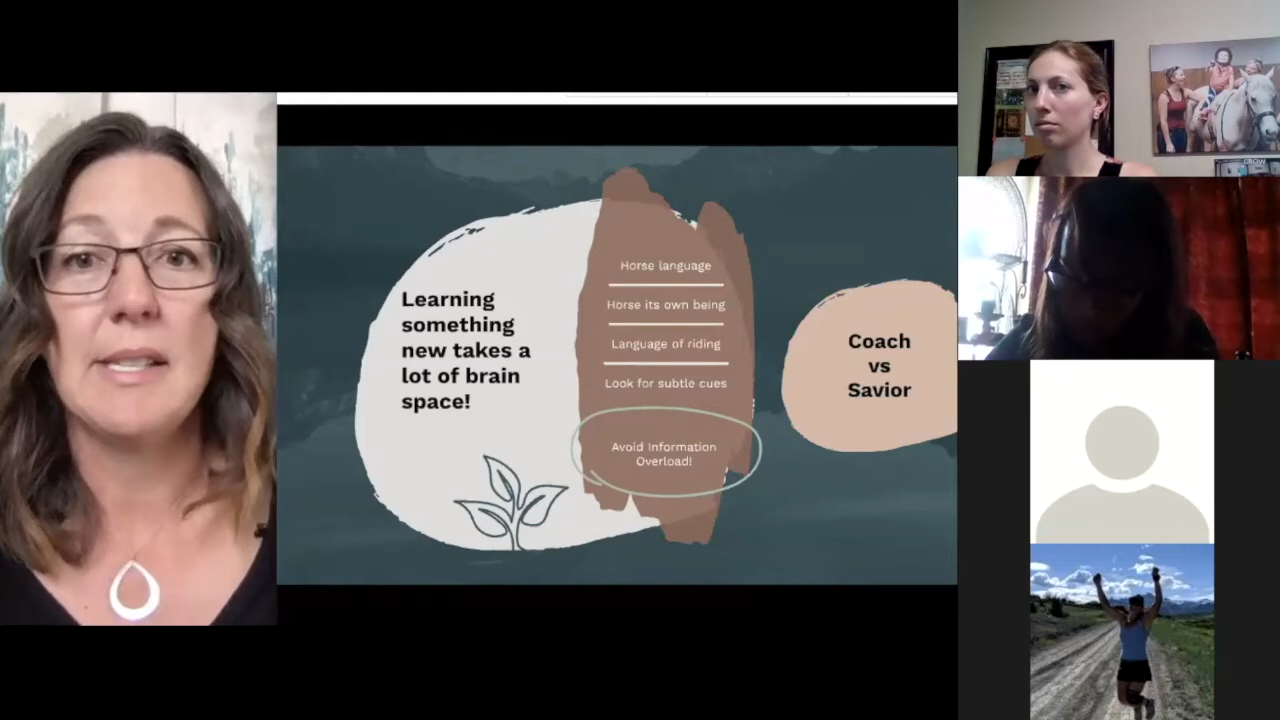 Learning
something
new takes a
lot of brain
space!
Horse language
Horse its own being
Language of riding
Look for subtle cues
Avoid Information
Overload!
Coach
vs
Savior
GROW